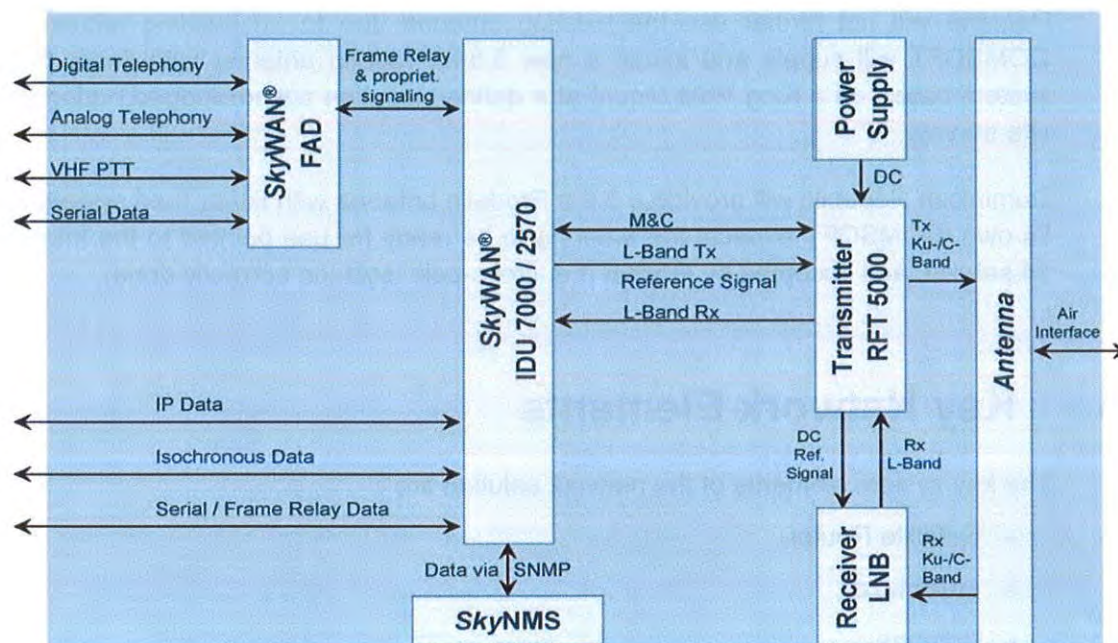 Digital Telephony
Analog Telephony
VHF PTT
Serial Data
SkyWAN®
FAD
Frame Relay
& propriet.
signaling
SkyWAN®
IDU 7000 / 2570
IP Data
Isochronous Data
Serial / Frame Relay Data
Data via SNMP
SkyNMS
M&C
L-Band Tx
Reference Signal
L-Band Rx
Power
Supply
DC
Transmitter
RFT 5000
Tx
Ku-/C-
Band
Antenna
Air
Interface
DC
Ref.
Signal
Rx
L-Band
Receiver
LNB
Rx
Ku-/C-
Band